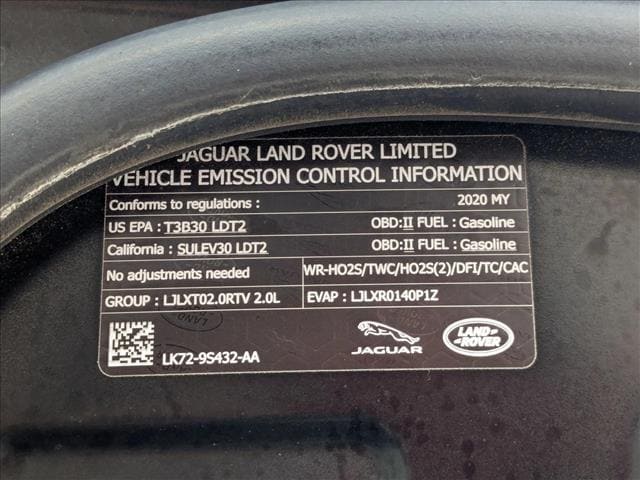 JAGUAR LAND ROVER LIMITED
VEHICLE EMISSION CONTROL INFORMATION
Conforms to regulations : 2020 MY
US EPA : T3B30 LDT2 OBD:II FUEL : Gasoline
California : SULEV30 LDT2 OBD:II FUEL : Gasoline
No adjustments needed WR-HO2S/TWC/HO2S(2)/DFI/TC/CAC
GROUP : LJLXT02.0RTV 2.0L EVAP : LJLXR0140P1Z
LK72-9S432-AA JAGUAR LAND ROVER